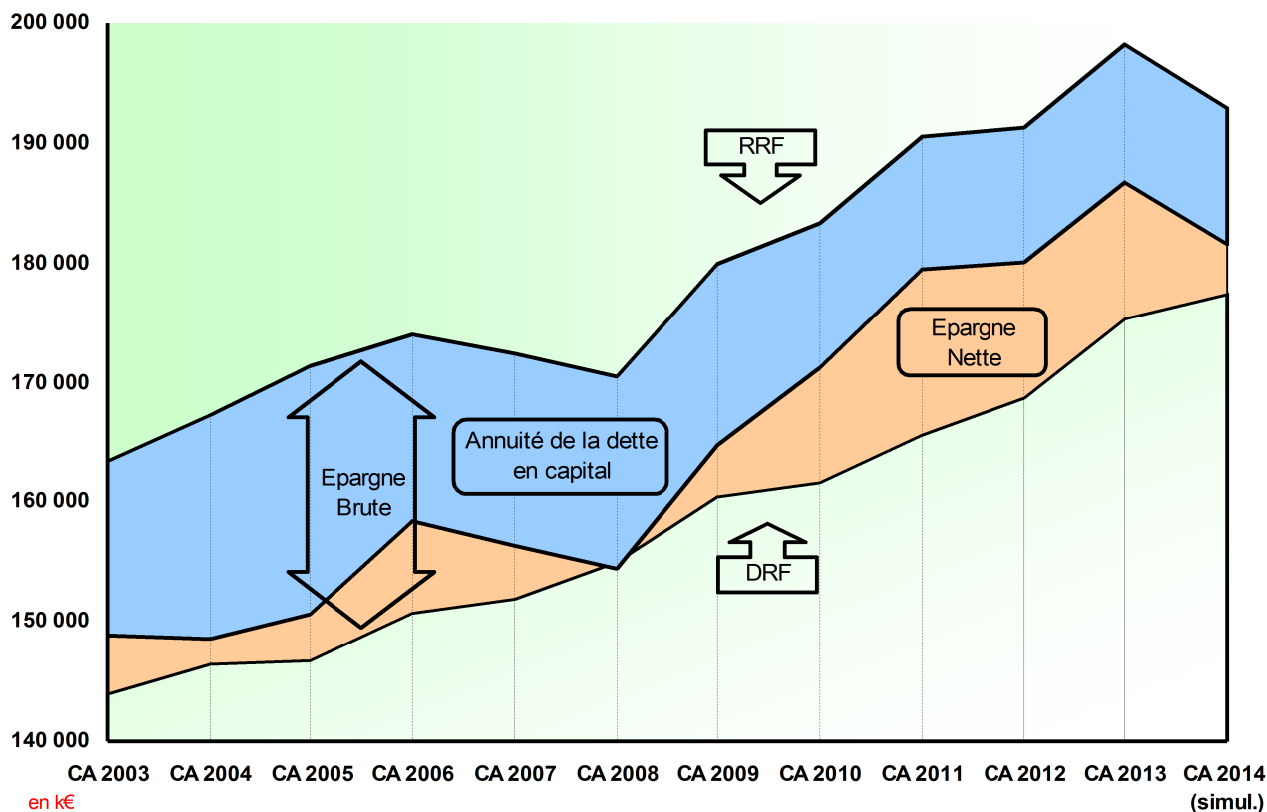 200 000
190 000
180 000
170 000
160 000
150 000
140 000
RRF
Epargne
Nette
Annuité de la dette
en capital
Epargne
Brute
DRF
CA 2003 CA 2004 CA 2005 CA 2006 CA 2007 CA 2008 CA 2009 CA 2010 CA 2011 CA 2012 CA 2013 CA 2014
en k€ (simul.)